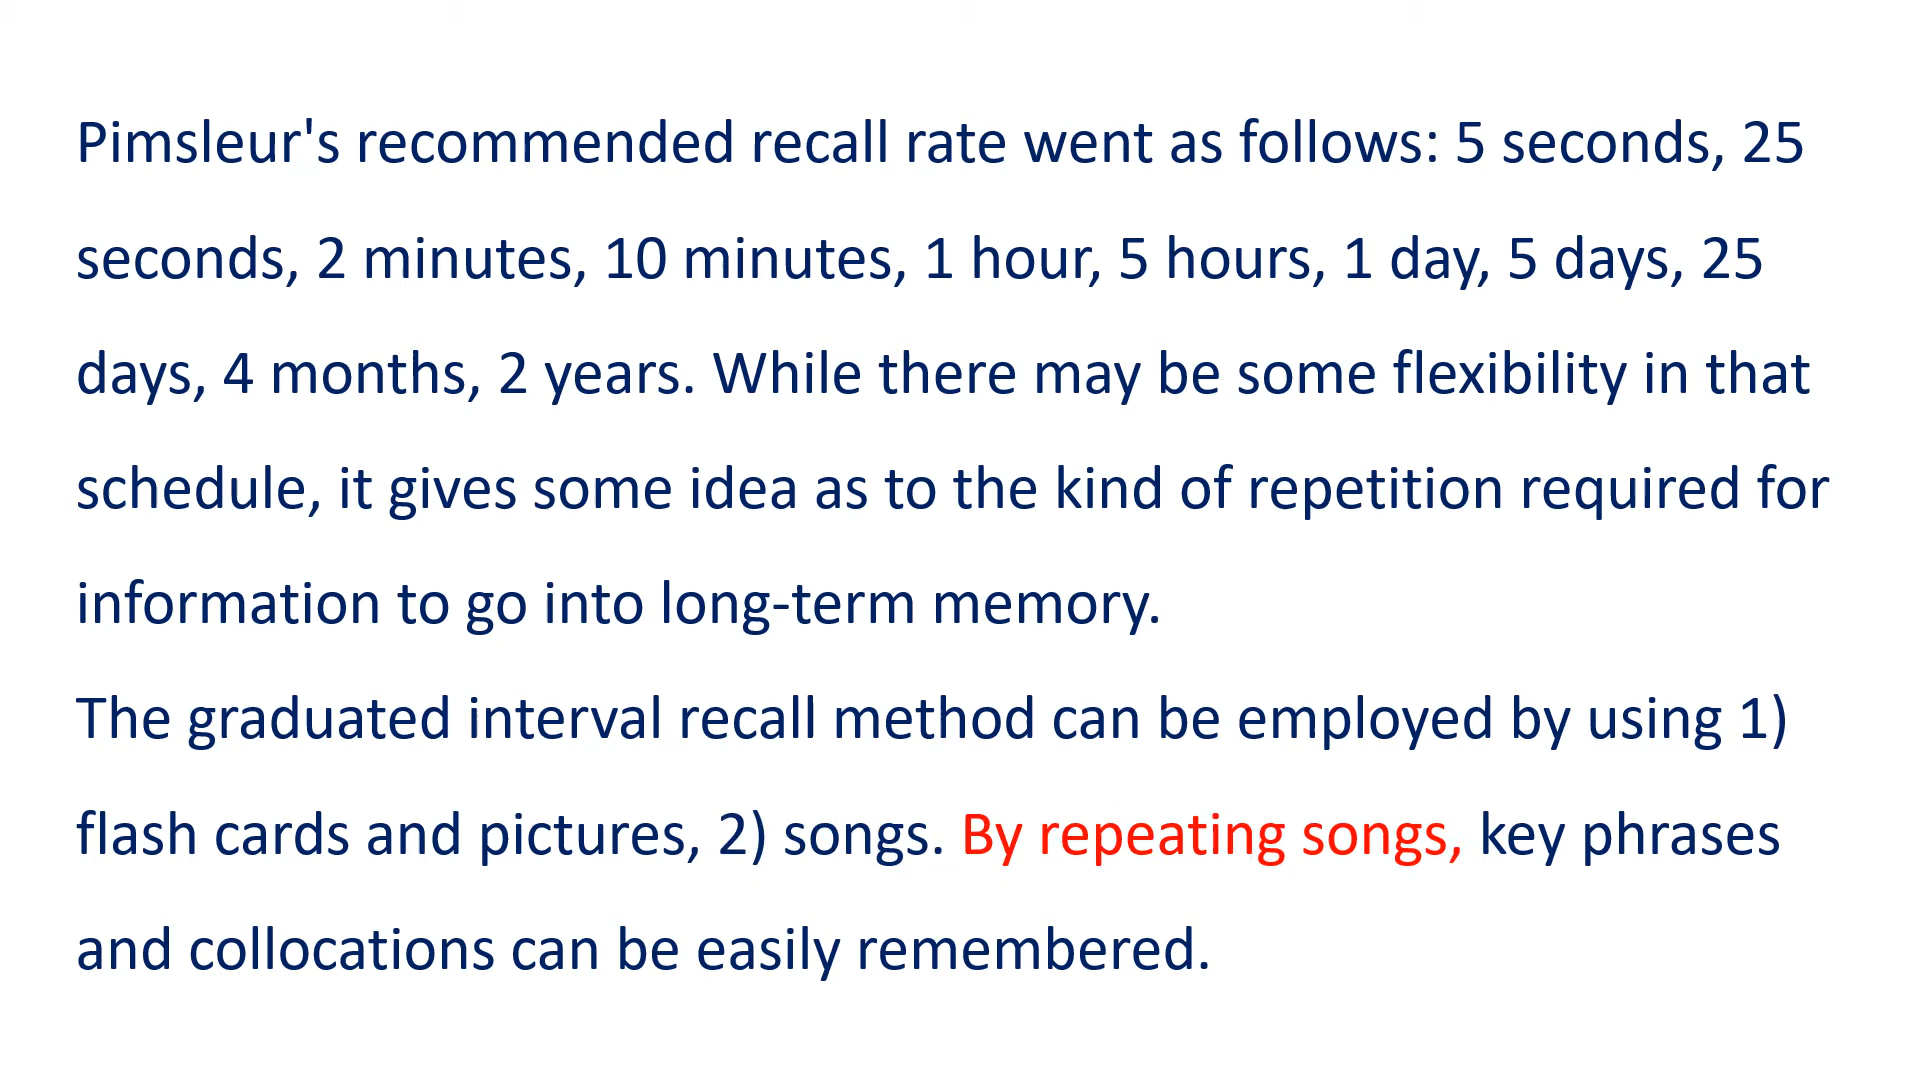 Pimsleur's recommended recall rate went as follows: 5 seconds, 25
seconds, 2 minutes, 10 minutes, 1 hour, 5 hours, 1 day, 5 days, 25
days, 4 months, 2 years. While there may be some flexibility in that
schedule, it gives some idea as to the kind of repetition required for
information to go into long-term memory.
The graduated interval recall method can be employed by using 1)
flash cards and pictures, 2) songs. By repeating songs, key phrases
and collocations can be easily remembered.